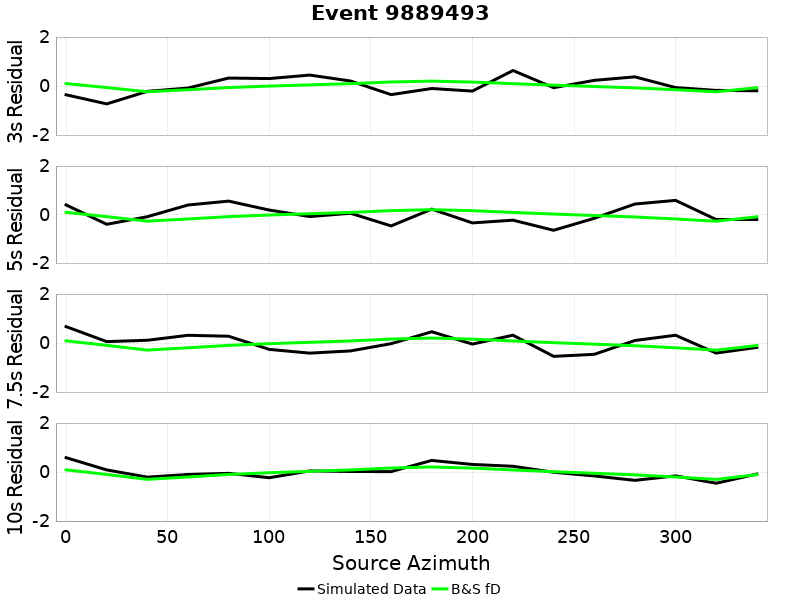 Event 9889493
3s Residual
2
0
-2
5s Residual
2
0
-2
7.5s Residual
2
0
-2
10s Residual
2
0
-2
0 50 100 150 200 250 300
Source Azimuth
Simulated Data B&S fD